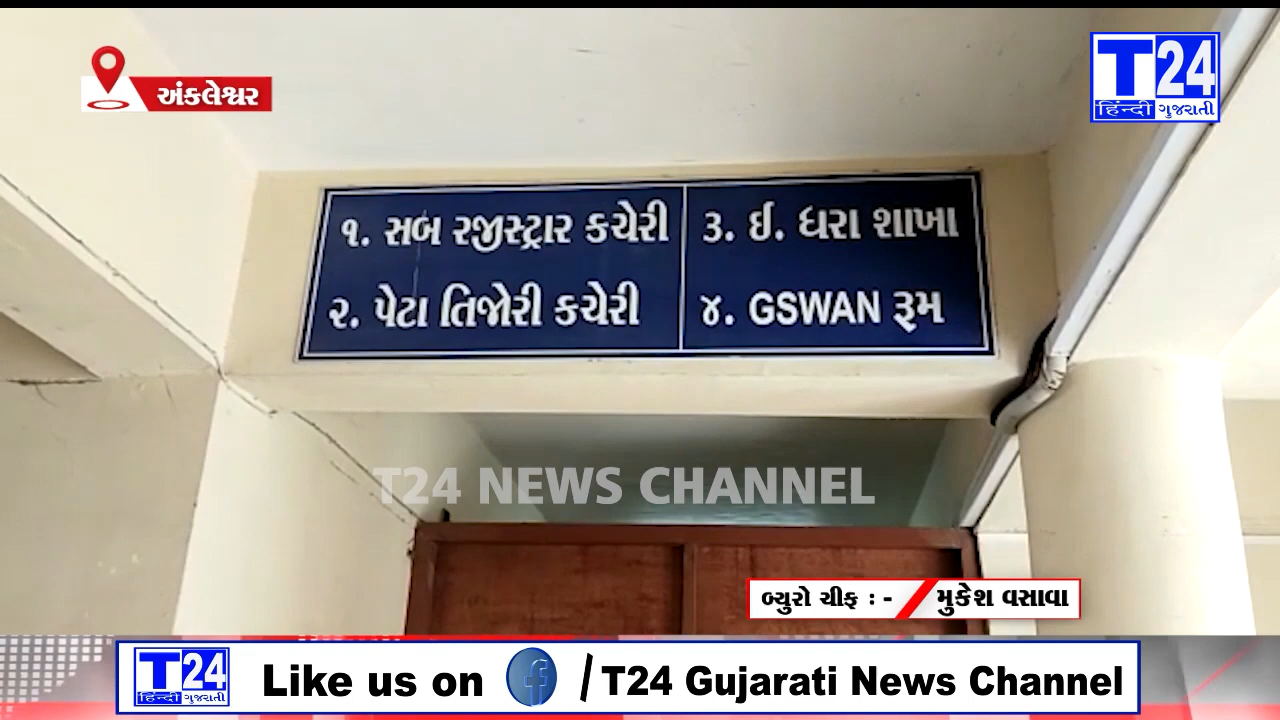 અંકલેશ્વર
T24
हिन्दी ગુજરાતી
૧. સબ રજીસ્ટ્રાર કચેરી
૨. પેટા તિજોરી કચેરી
૩. ઈ. ધરા શાખા
૪. GSWAN રૂમ
T24 NEWS CHANNEL
બ્યુરો ચીફ : - મુકેશ વસાવા
T24
हिन्दी ગુજરાતી
Like us on /T24 Gujarati News Channel